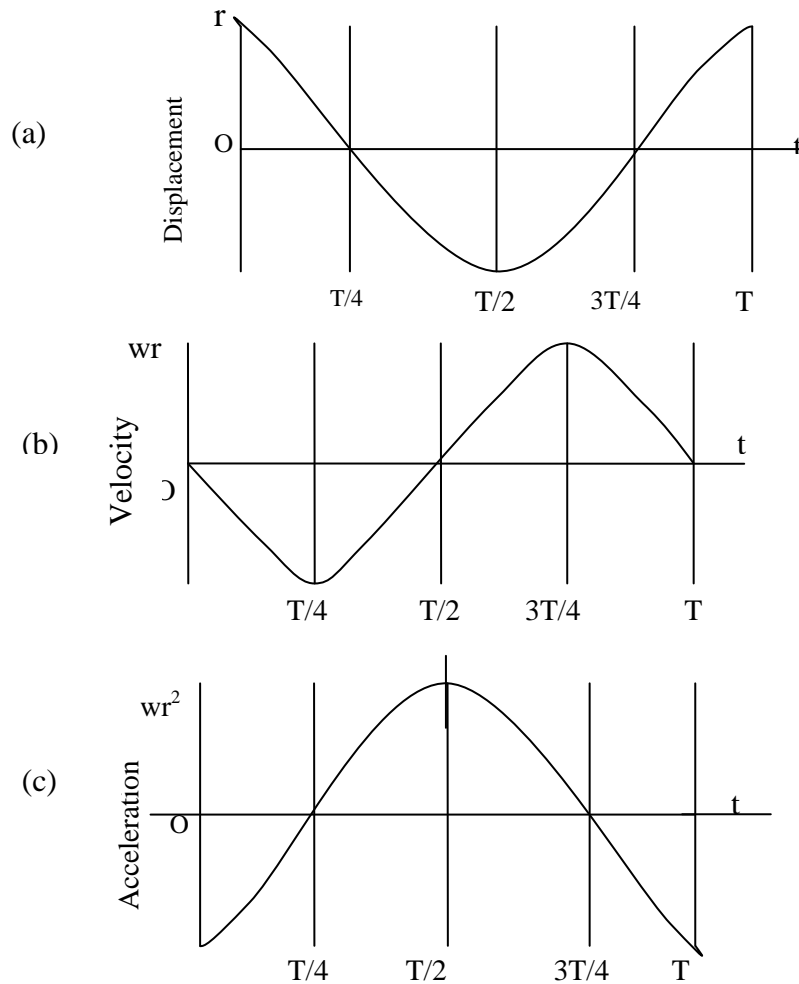 r
(a)
Displacement
O
t
T/4 T/2 3T/4 T
wr
(b)
Velocity
t
T/4 T/2 3T/4 T
wr²
(c)
Acceleration
O
t
T/4 T/2 3T/4 T